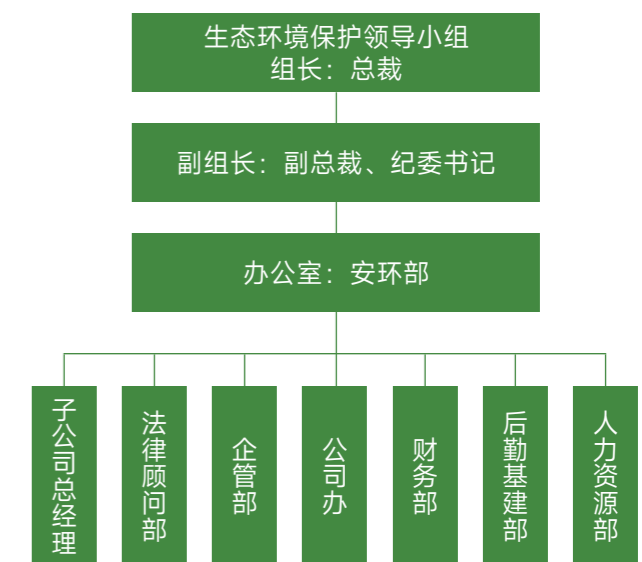 生态环境保护领导小组
组长：总裁
副组长：副总裁、纪委书记
办公室：安环部
子公司总经理
法律顾问部
企管部
公司办
财务部
后勤基建部
人力资源部